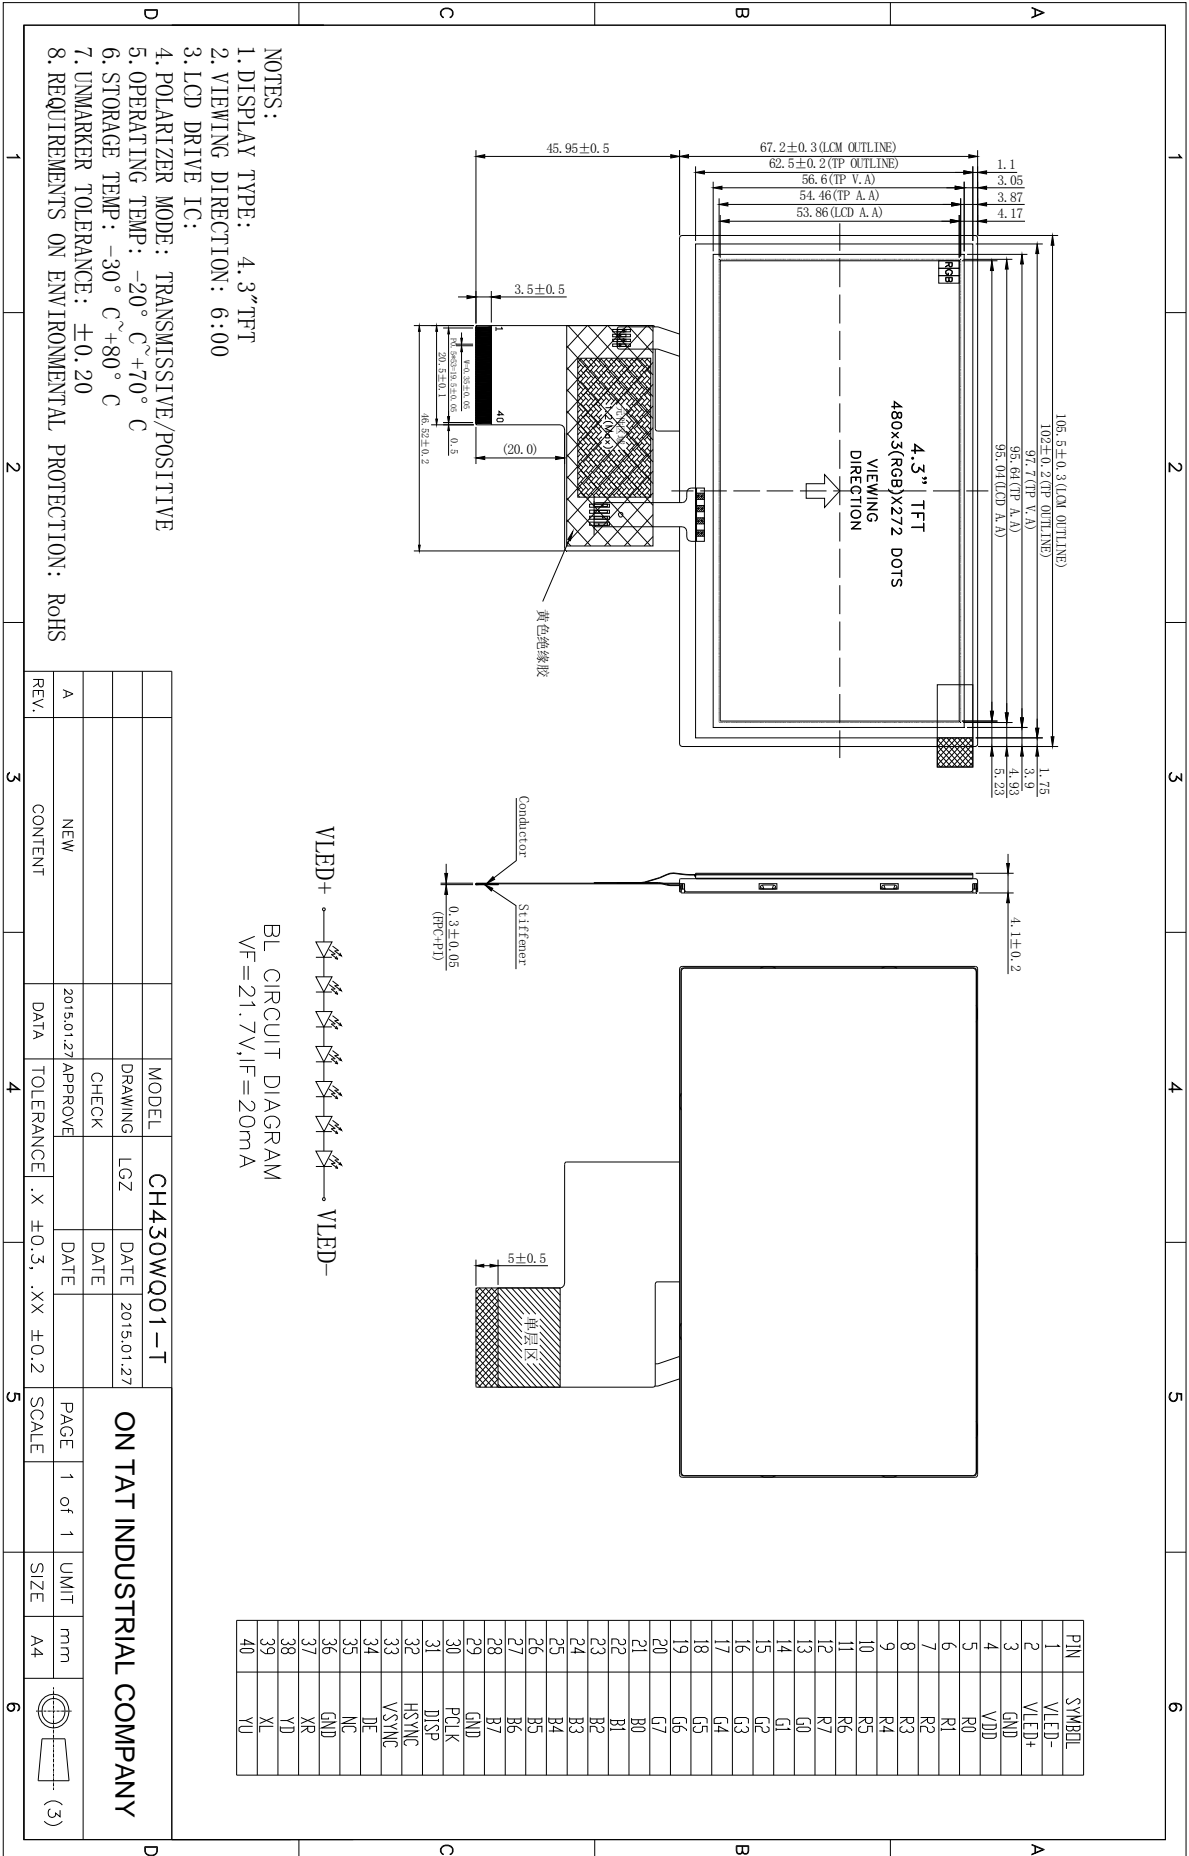 1
2
3
4
5
6
A
B
C
D
105.5±0.3(LCM OUTLINE)
102±0.2(TP OUTLINE)
97.7(TP V.A)
95.64(TP A.A)
95.04(LCD A.A)
1.75
3.9
4.93
5.23
67.2±0.3(LCM OUTLINE)
62.5±0.2(TP OUTLINE)
56.6(TP V.A)
54.46(TP A.A)
53.86(LCD A.A)
1.1
3.05
3.87
4.17
45.95±0.5
RGB
4.3" TFT
480x3(RGB)X272 DOTS
VIEWING
DIRECTION
3.5±0.5
1
40
W=0.35±0.05
20.5±0.1
0.5
46.52±0.2
(20.0)
黄色绝缘胶
4.1±0.2
Conductor
Stiffener
0.3±0.05
(FPC+PI)
5±0.5
单层区
VLED+
VLED-
BL CIRCUIT DIAGRAM
VF=21.7V,IF=20mA
PIN SYMBOL
1 VLED-
2 VLED+
3 GND
4 VDD
5 R0
6 R1
7 R2
8 R3
9 R4
10 R5
11 R6
12 R7
13 G0
14 G1
15 G2
16 G3
17 G4
18 G5
19 G6
20 G7
21 B0
22 B1
23 B2
24 B3
25 B4
26 B5
27 B6
28 B7
29 GND
30 PCLK
31 DISP
32 HSYNC
33 VSYNC
34 DE
35 NC
36 GND
37 XR
38 YD
39 XL
40 YU
NOTES:
1. DISPLAY TYPE: 4.3"TFT
2. VIEWING DIRECTION: 6:00
3. LCD DRIVE IC:
4. POLARIZER MODE: TRANSMISSIVE/POSITIVE
5. OPERATING TEMP: -20° C~+70° C
6. STORAGE TEMP: -30° C~+80° C
7. UNMARKER TOLERANCE: ±0.20
8. REQUIREMENTS ON ENVIRONMENTAL PROTECTION: RoHS
MODEL CH430WQ01-T
DRAWING LGZ DATE 2015.01.27
CHECK DATE
A NEW 2015.01.27 APPROVE DATE
REV. CONTENT DATA TOLERANCE .X ±0.3, .XX ±0.2
ON TAT INDUSTRIAL COMPANY
PAGE 1 of 1 UMIT mm
SCALE SIZE A4 (3)
1
2
3
4
5
6
A
B
C
D